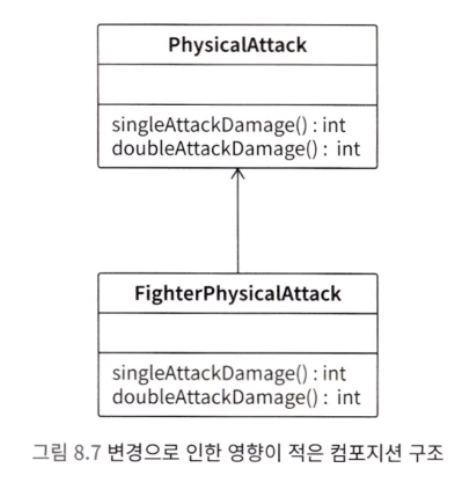 PhysicalAttack
singleAttackDamage() : int
doubleAttackDamage() : int
FighterPhysicalAttack
singleAttackDamage() : int
doubleAttackDamage() : int
그림 8.7 변경으로 인한 영향이 적은 컴포지션 구조